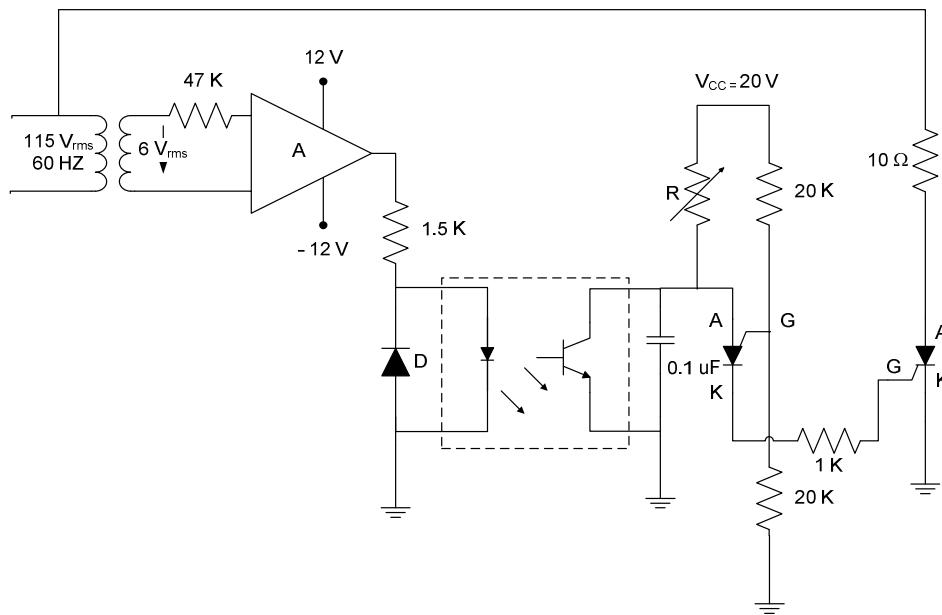 12 V
47 K
V_CC = 20 V
115 V_rms
60 HZ
6 V_rms
A
10 Ω
R
20 K
1.5 K
- 12 V
A
G
A
D
0.1 uF
K
G
K
1 K
20 K